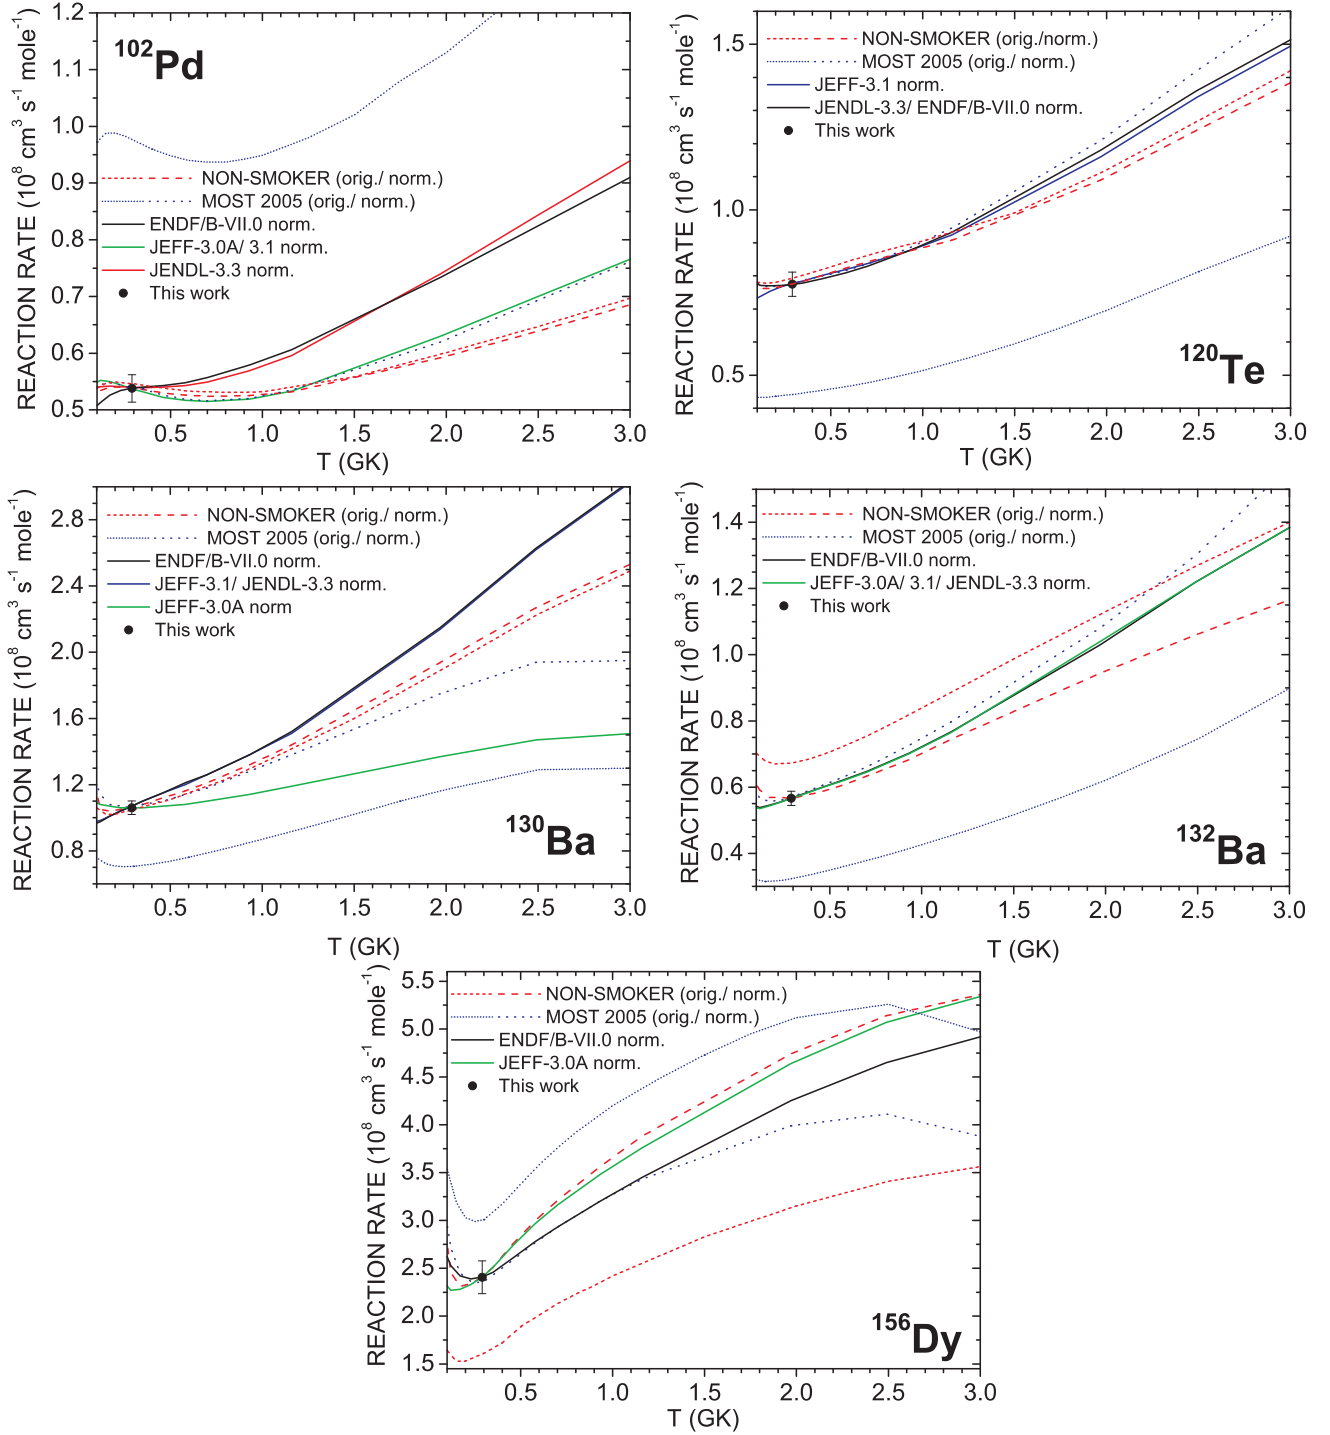 102Pd
REACTION RATE (10^8 cm^3 s^-1 mole^-1)
1.2
1.1
1.0
0.9
0.8
0.7
0.6
0.5
NON-SMOKER (orig./ norm.)
MOST 2005 (orig./ norm.)
ENDF/B-VII.0 norm.
JEFF-3.0A/ 3.1 norm.
JENDL-3.3 norm.
This work
0.5 1.0 1.5 2.0 2.5 3.0
T (GK)
REACTION RATE (10^8 cm^3 s^-1 mole^-1)
1.5
1.0
0.5
NON-SMOKER (orig./norm.)
MOST 2005 (orig./ norm.)
JEFF-3.1 norm.
JENDL-3.3/ ENDF/B-VII.0 norm.
This work
120Te
0.5 1.0 1.5 2.0 2.5 3.0
T (GK)
REACTION RATE (10^8 cm^3 s^-1 mole^-1)
2.8
2.4
2.0
1.6
1.2
0.8
NON-SMOKER (orig./ norm.)
MOST 2005 (orig./ norm.)
ENDF/B-VII.0 norm.
JEFF-3.1/ JENDL-3.3 norm.
JEFF-3.0A norm
This work
130Ba
0.5 1.0 1.5 2.0 2.5 3.0
T (GK)
REACTION RATE (10^8 cm^3 s^-1 mole^-1)
1.4
1.2
1.0
0.8
0.6
0.4
NON-SMOKER (orig./ norm.)
MOST 2005 (orig./ norm.)
ENDF/B-VII.0 norm.
JEFF-3.0A/ 3.1/ JENDL-3.3 norm.
This work
132Ba
0.5 1.0 1.5 2.0 2.5 3.0
T (GK)
REACTION RATE (10^8 cm^3 s^-1 mole^-1)
5.5
5.0
4.5
4.0
3.5
3.0
2.5
2.0
1.5
NON-SMOKER (orig./ norm.)
MOST 2005 (orig./ norm.)
ENDF/B-VII.0 norm.
JEFF-3.0A norm.
This work
156Dy
0.5 1.0 1.5 2.0 2.5 3.0
T (GK)